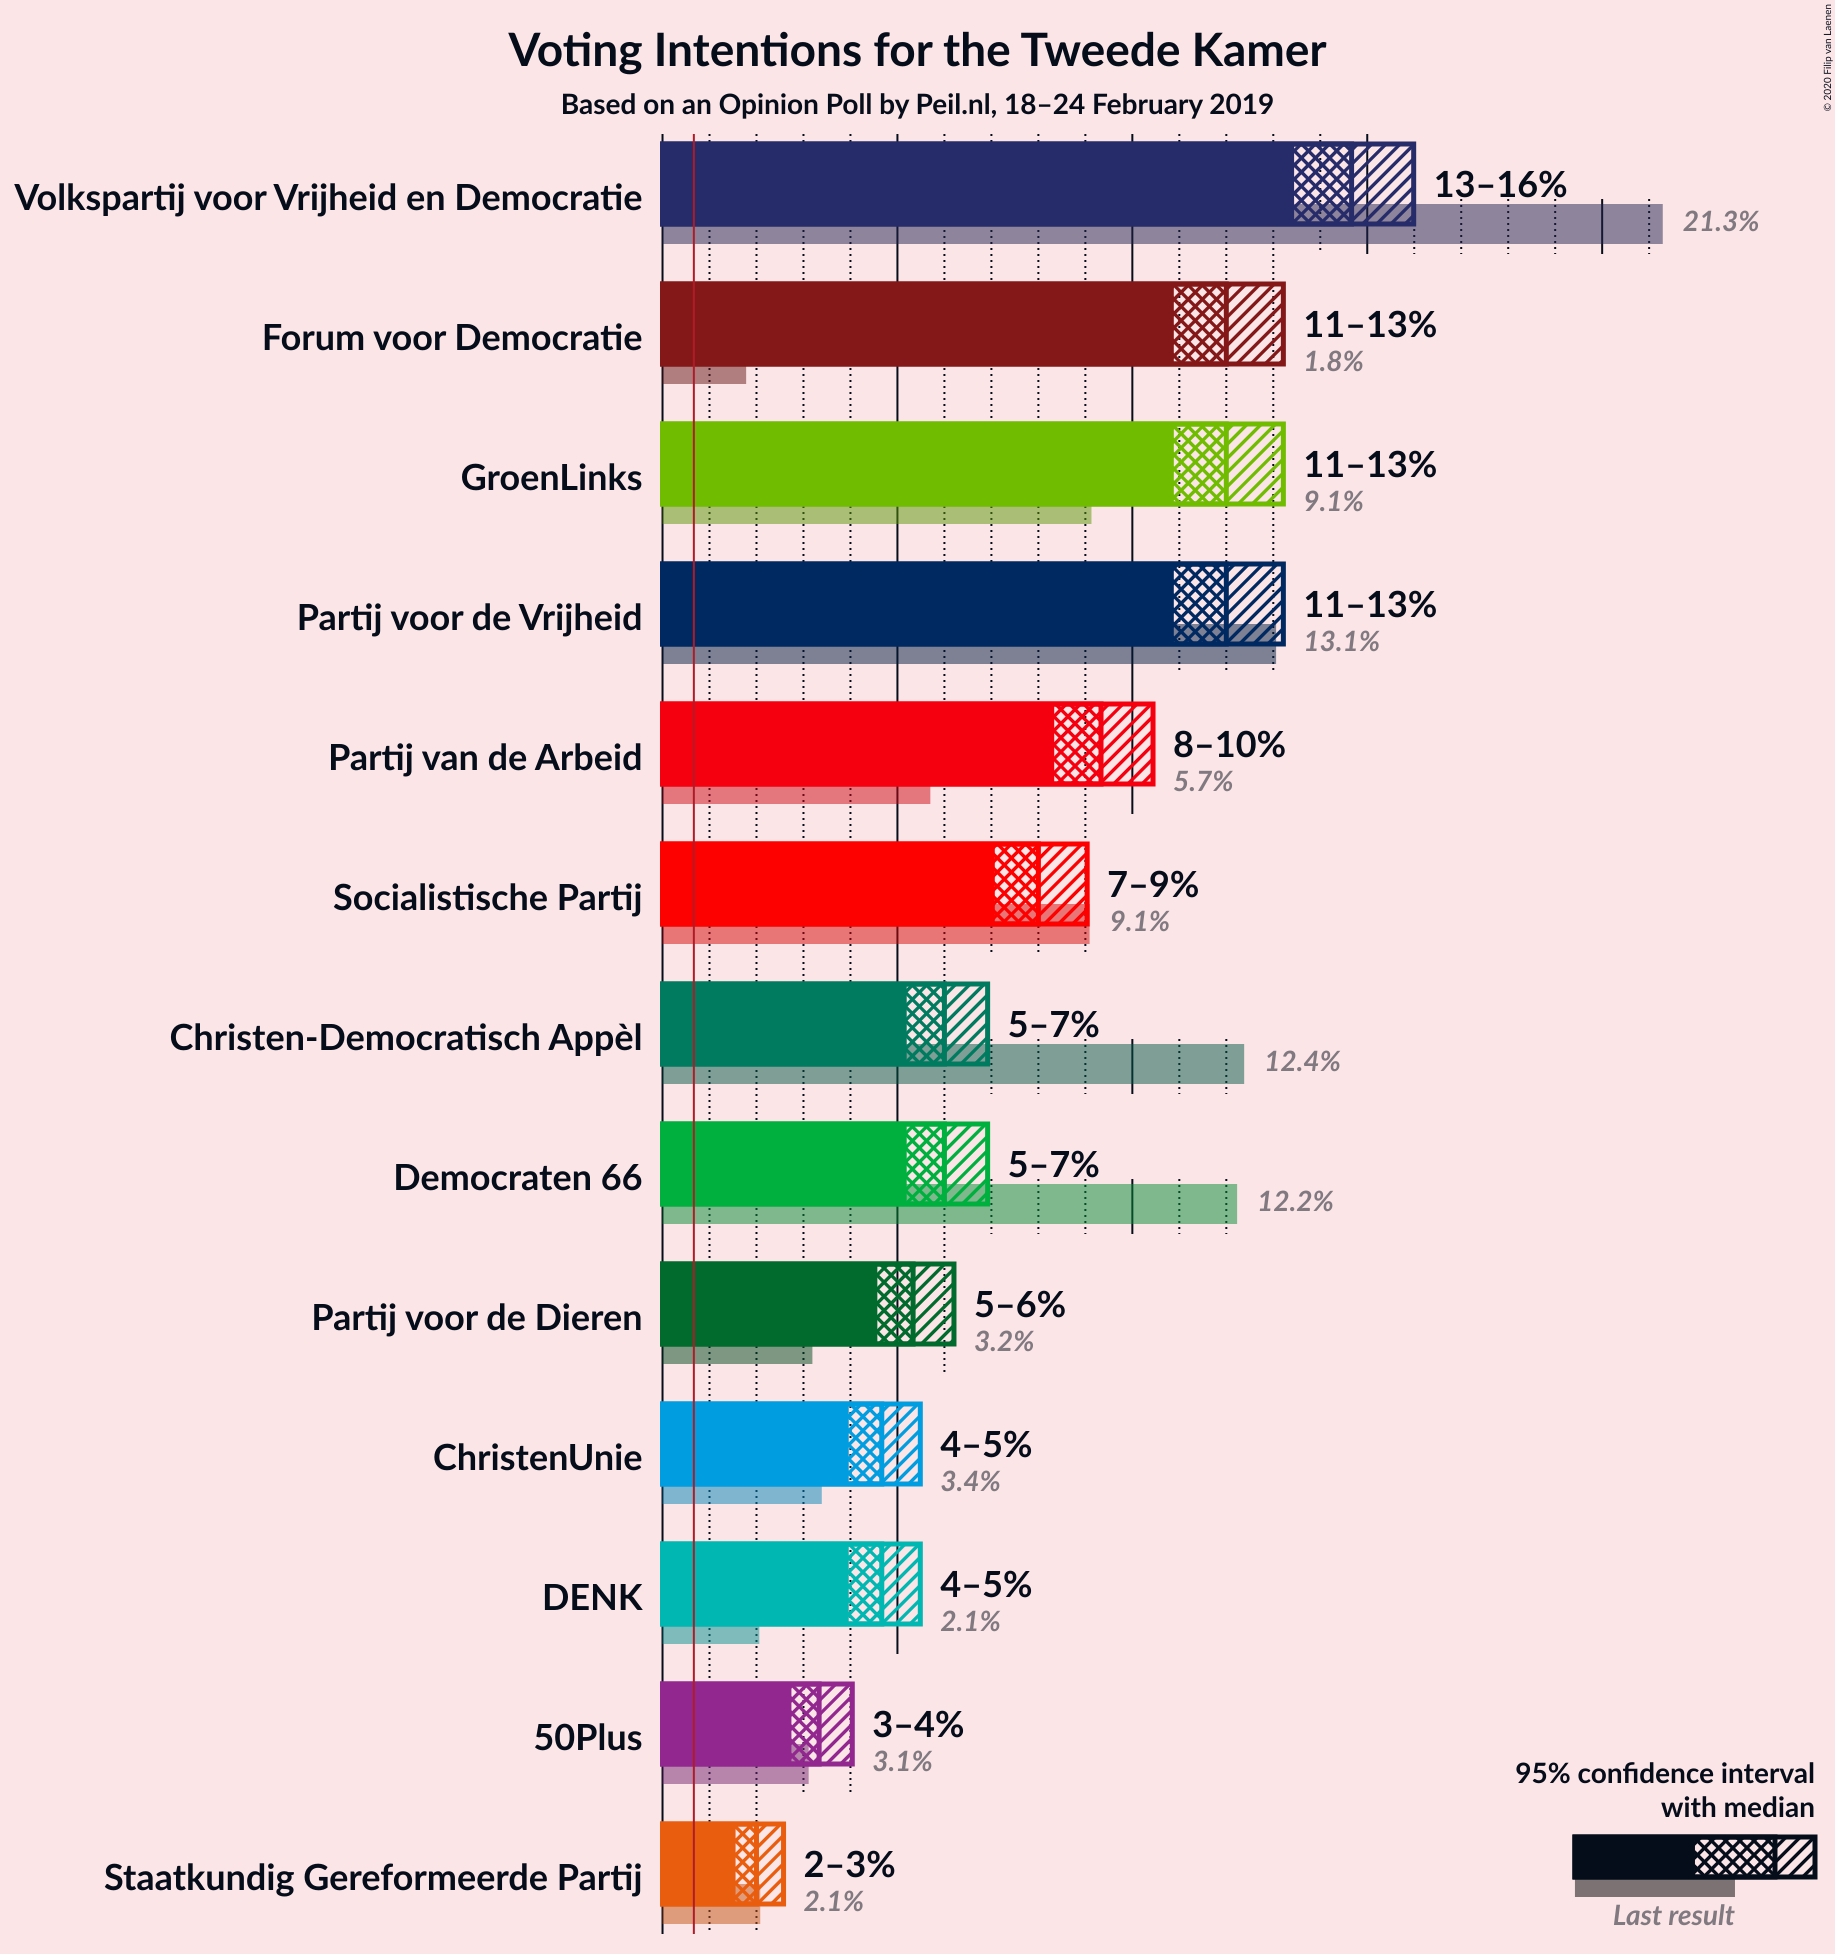 Voting Intentions for the Tweede Kamer
Based on an Opinion Poll by Peil.nl, 18–24 February 2019
© 2020 Filip van Laenen
Volkspartij voor Vrijheid en Democratie
13–16%
21.3%
Forum voor Democratie
11–13%
1.8%
GroenLinks
11–13%
9.1%
Partij voor de Vrijheid
11–13%
13.1%
Partij van de Arbeid
8–10%
5.7%
Socialistische Partij
7–9%
9.1%
Christen-Democratisch Appèl
5–7%
12.4%
Democraten 66
5–7%
12.2%
Partij voor de Dieren
5–6%
3.2%
ChristenUnie
4–5%
3.4%
DENK
4–5%
2.1%
50Plus
3–4%
3.1%
Staatkundig Gereformeerde Partij
2–3%
2.1%
95% confidence interval
with median
Last result